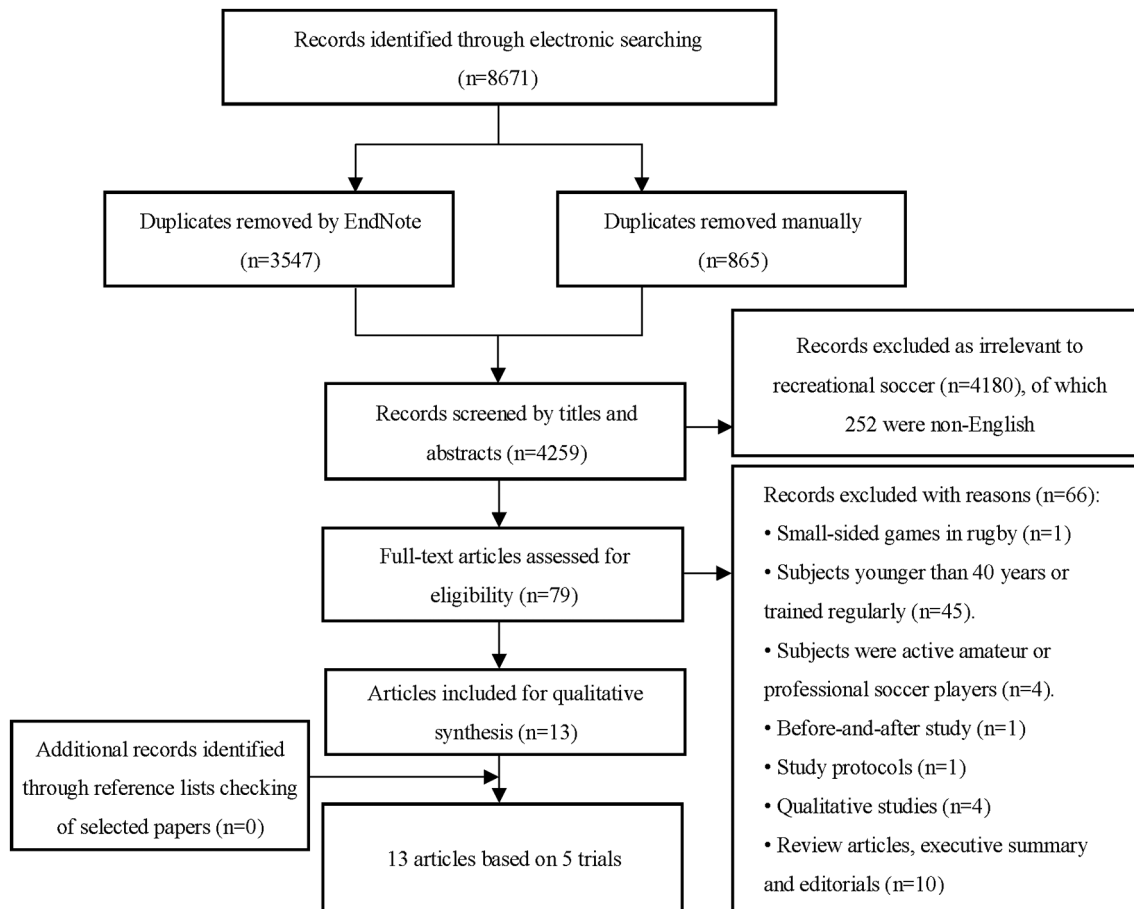 Records identified through electronic searching
(n=8671)
Duplicates removed by EndNote
(n=3547)
Duplicates removed manually
(n=865)
Records excluded as irrelevant to
recreational soccer (n=4180), of which
252 were non-English
Records screened by titles and
abstracts (n=4259)
Records excluded with reasons (n=66):
• Small-sided games in rugby (n=1)
• Subjects younger than 40 years or
trained regularly (n=45).
• Subjects were active amateur or
professional soccer players (n=4).
• Before-and-after study (n=1)
• Study protocols (n=1)
• Qualitative studies (n=4)
• Review articles, executive summary
and editorials (n=10)
Full-text articles assessed for
eligibility (n=79)
Articles included for qualitative
synthesis (n=13)
Additional records identified
through reference lists checking
of selected papers (n=0)
13 articles based on 5 trials